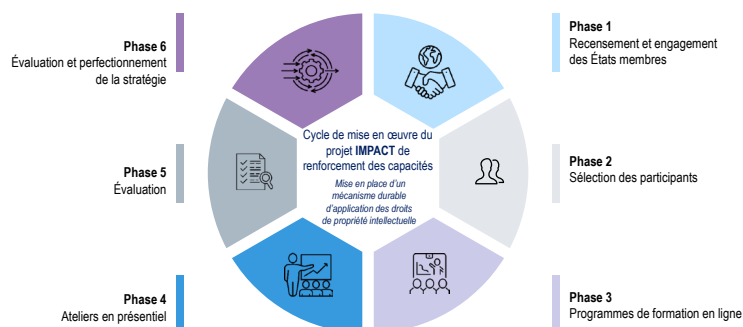 Phase 1
Recensement et engagement
des États membres
Phase 2
Sélection des participants
Phase 3
Programmes de formation en ligne
Phase 4
Ateliers en présentiel
Phase 5
Évaluation
Phase 6
Évaluation et perfectionnement
de la stratégie
Cycle de mise en œuvre du
projet IMPACT de
renforcement des capacités
Mise en place d’un
mécanisme durable
d’application des droits
de propriété intellectuelle